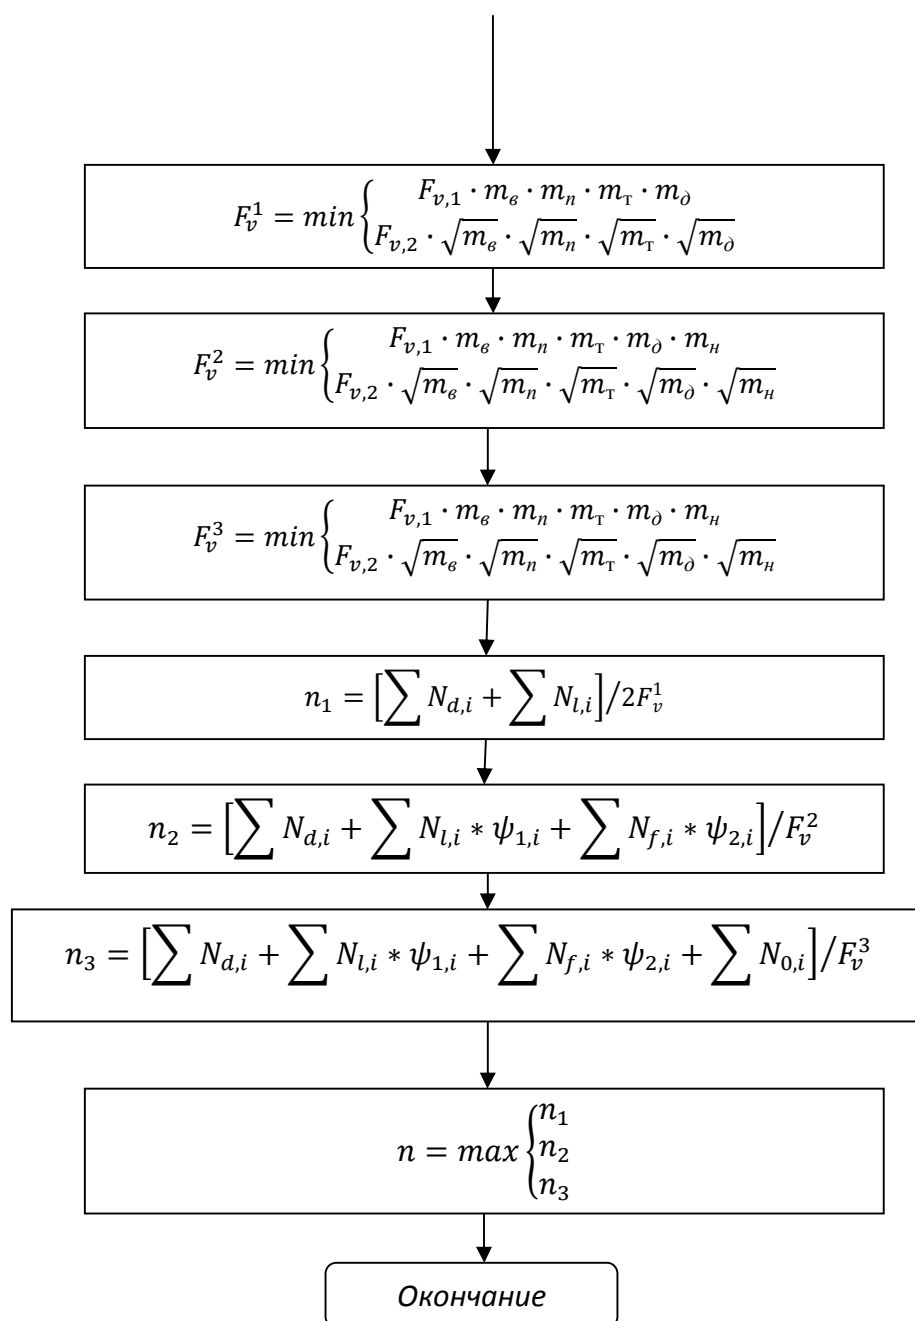 F_v^1 = min{F_{v,1} · m_в · m_п · m_т · m_д
F_{v,2} · √m_в · √m_п · √m_т · √m_д
F_v^2 = min{F_{v,1} · m_в · m_п · m_т · m_д · m_н
F_{v,2} · √m_в · √m_п · √m_т · √m_д · √m_н
F_v^3 = min{F_{v,1} · m_в · m_п · m_т · m_д · m_н
F_{v,2} · √m_в · √m_п · √m_т · √m_д · √m_н
n_1 = [∑ N_{d,i} + ∑ N_{l,i}]/2F_v^1
n_2 = [∑ N_{d,i} + ∑ N_{l,i} * ψ_{1,i} + ∑ N_{f,i} * ψ_{2,i}]/F_v^2
n_3 = [∑ N_{d,i} + ∑ N_{l,i} * ψ_{1,i} + ∑ N_{f,i} * ψ_{2,i} + ∑ N_{0,i}]/F_v^3
n = max{n_1
n_2
n_3
Окончание